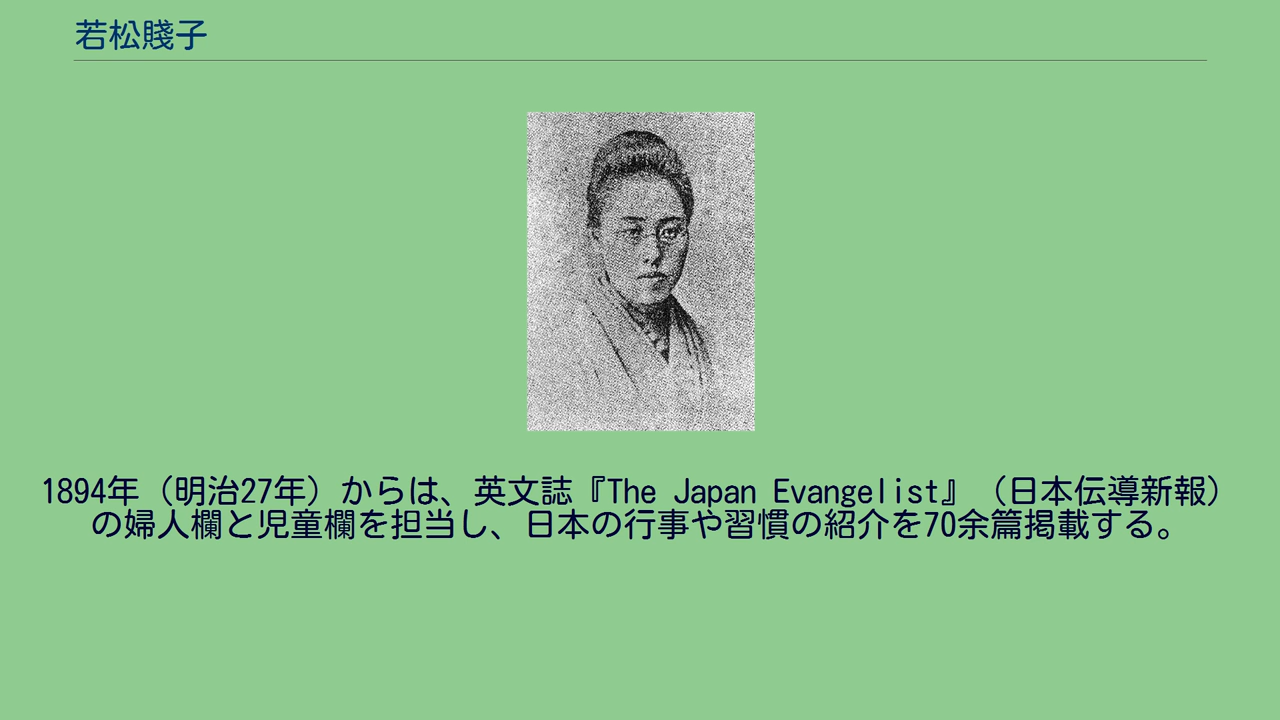 若松賤子
1894年（明治27年）からは、英文誌『The Japan Evangelist』（日本伝導新報）
の婦人欄と児童欄を担当し、日本の行事や習慣の紹介を70余篇掲載する。